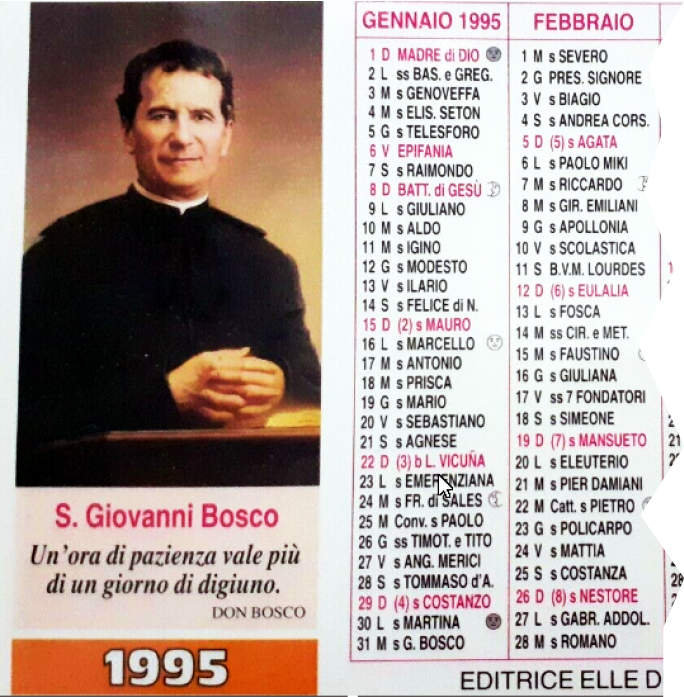 S. Giovanni Bosco
Un'ora di pazienza vale più
di un giorno di digiuno.
DON BOSCO
1995
GENNAIO 1995
1 D MADRE di DIO
2 L ss BAS. e GREG.
3 M s GENOVEFFA
4 M s ELIS. SETON
5 G s TELESFORO
6 V EPIFANIA
7 S s RAIMONDO
8 D BATT. di GESÙ
9 L s GIULIANO
10 M s ALDO
11 M s IGINO
12 G s MODESTO
13 V s ILARIO
14 S s FELICE di N.
15 D (2) s MAURO
16 L s MARCELLO
17 M s ANTONIO
18 M s PRISCA
19 G s MARIO
20 V s SEBASTIANO
21 S s AGNESE
22 D (3) b L. VICUÑA
23 L s EMERENZIANA
24 M s FR. di SALES
25 M Conv. s PAOLO
26 G ss TIMOT. e TITO
27 V s ANG. MERICI
28 S s TOMMASO d'A.
29 D (4) s COSTANZO
30 L s MARTINA
31 M s G. BOSCO
FEBBRAIO
1 M s SEVERO
2 G PRES. SIGNORE
3 V s BIAGIO
4 S s ANDREA CORS.
5 D (5) s AGATA
6 L s PAOLO MIKI
7 M s RICCARDO
8 M s GIR. EMILIANI
9 G s APOLLONIA
10 V s SCOLASTICA
11 S B.V.M. LOURDES
12 D (6) s EULALIA
13 L s FOSCA
14 M ss CIR. e MET.
15 M s FAUSTINO
16 G s GIULIANA
17 V ss 7 FONDATORI
18 S s SIMEONE
19 D (7) s MANSUETO
20 L s ELEUTERIO
21 M s PIER DAMIANI
22 M Catt. s PIETRO
23 G s POLICARPO
24 V s MATTIA
25 S s COSTANZA
26 D (8) s NESTORE
27 L s GABR. ADDOL.
28 M s ROMANO
21
EDITRICE ELLE D